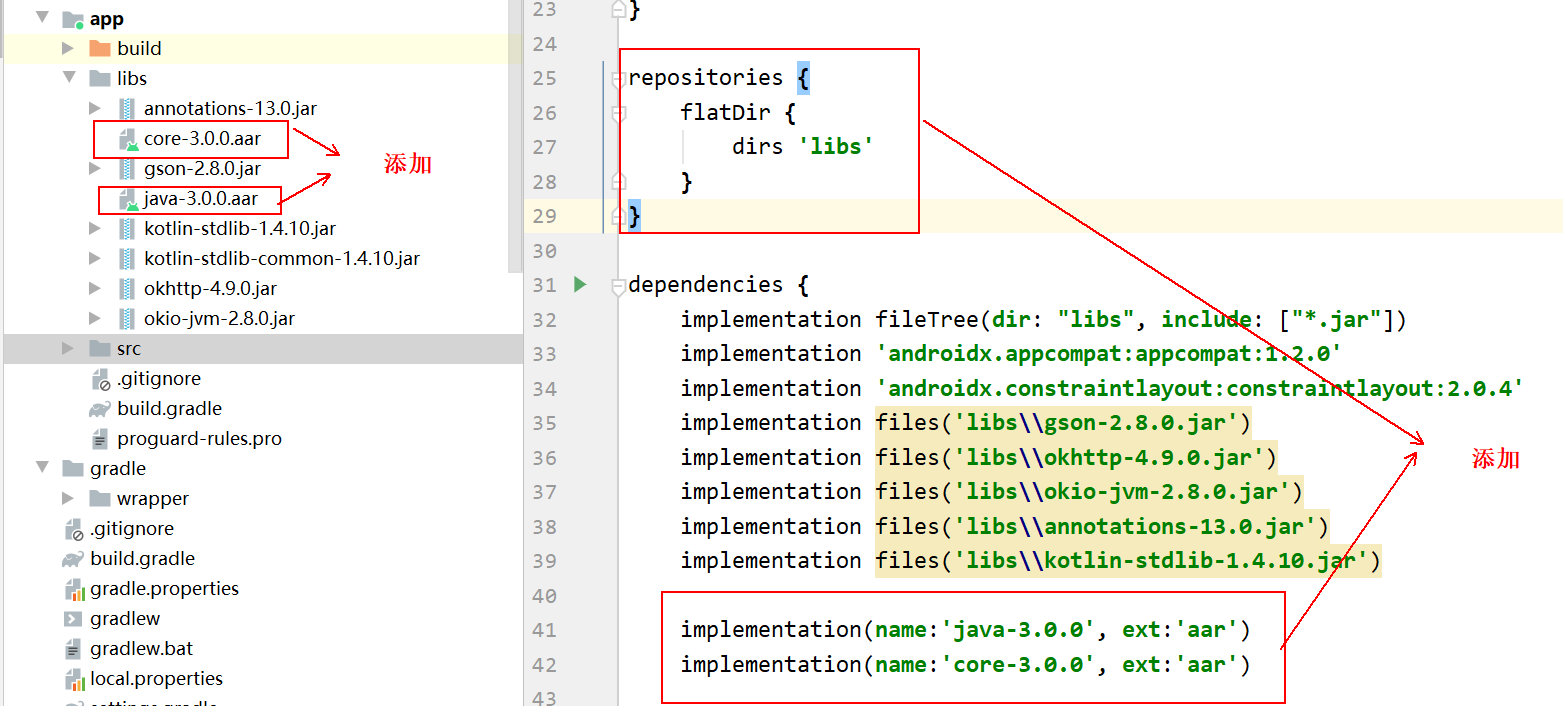 app
build
libs
annotations-13.0.jar
core-3.0.0.aar
添加
gson-2.8.0.jar
java-3.0.0.aar
kotlin-stdlib-1.4.10.jar
kotlin-stdlib-common-1.4.10.jar
okhttp-4.9.0.jar
okio-jvm-2.8.0.jar
src
.gitignore
build.gradle
proguard-rules.pro
gradle
wrapper
.gitignore
build.gradle
gradle.properties
gradlew
gradlew.bat
local.properties
settings.gradle
23 }
24
25 repositories {
26 flatDir {
27 dirs 'libs'
28 }
29 }
30
31 dependencies {
32 implementation fileTree(dir: "libs", include: ["*.jar"])
33 implementation 'androidx.appcompat:appcompat:1.2.0'
34 implementation 'androidx.constraintlayout:constraintlayout:2.0.4'
35 implementation files('libs\\gson-2.8.0.jar')
36 implementation files('libs\\okhttp-4.9.0.jar')
37 implementation files('libs\\okio-jvm-2.8.0.jar')
38 implementation files('libs\\annotations-13.0.jar')
39 implementation files('libs\\kotlin-stdlib-1.4.10.jar')
40
41 implementation(name:'java-3.0.0', ext:'aar')
42 implementation(name:'core-3.0.0', ext:'aar')
43
添加